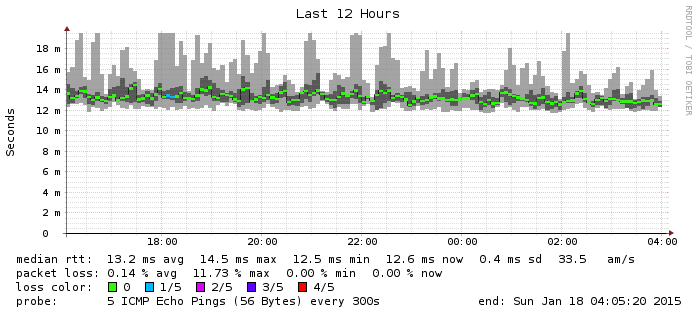 Last 12 Hours
RRDTOOL / TOBI OETIKER
Seconds
18 m
16 m
14 m
12 m
10 m
8 m
6 m
4 m
2 m
0
18:00 20:00 22:00 00:00 02:00 04:00
median rtt: 13.2 ms avg 14.5 ms max 12.5 ms min 12.6 ms now 0.4 ms sd 33.5 am/s
packet loss: 0.14 % avg 11.73 % max 0.00 % min 0.00 % now
loss color: 0 1/5 2/5 3/5 4/5
probe: 5 ICMP Echo Pings (56 Bytes) every 300s end: Sun Jan 18 04:05:20 2015